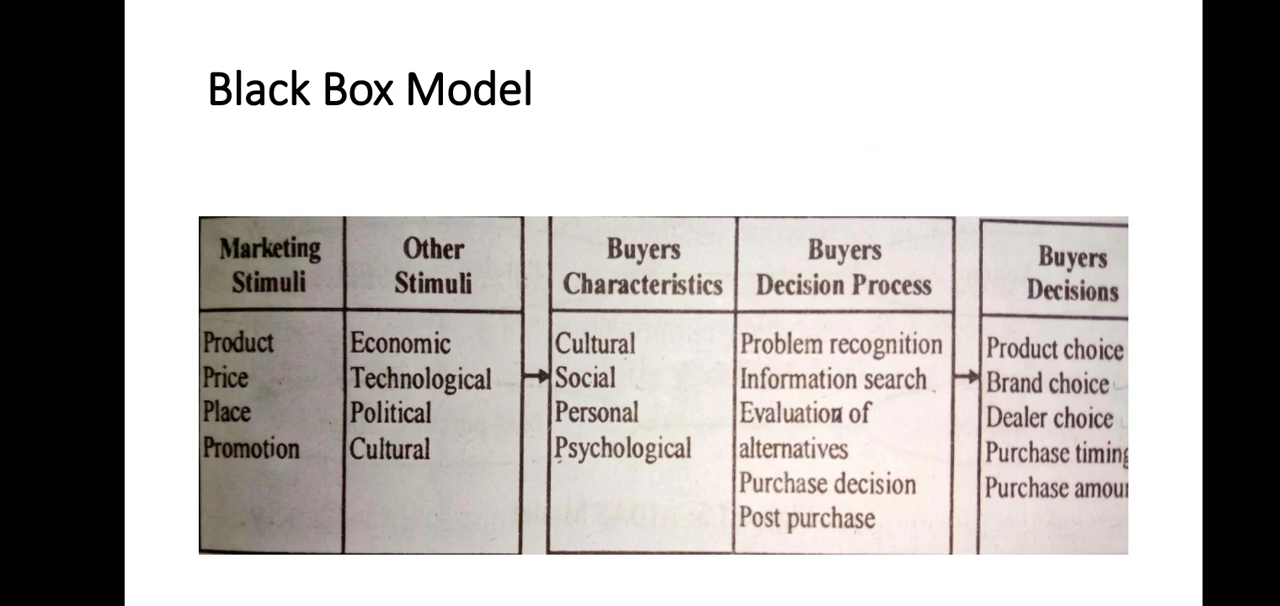 Black Box Model
Marketing
Stimuli
Other
Stimuli
Buyers
Characteristics
Buyers
Decision Process
Buyers
Decisions
Product
Price
Place
Promotion
Economic
Technological
Political
Cultural
Cultural
Social
Personal
Psychological
Problem recognition
Information search
Evaluation of
alternatives
Purchase decision
Post purchase
Product choice
Brand choice
Dealer choice
Purchase timing
Purchase